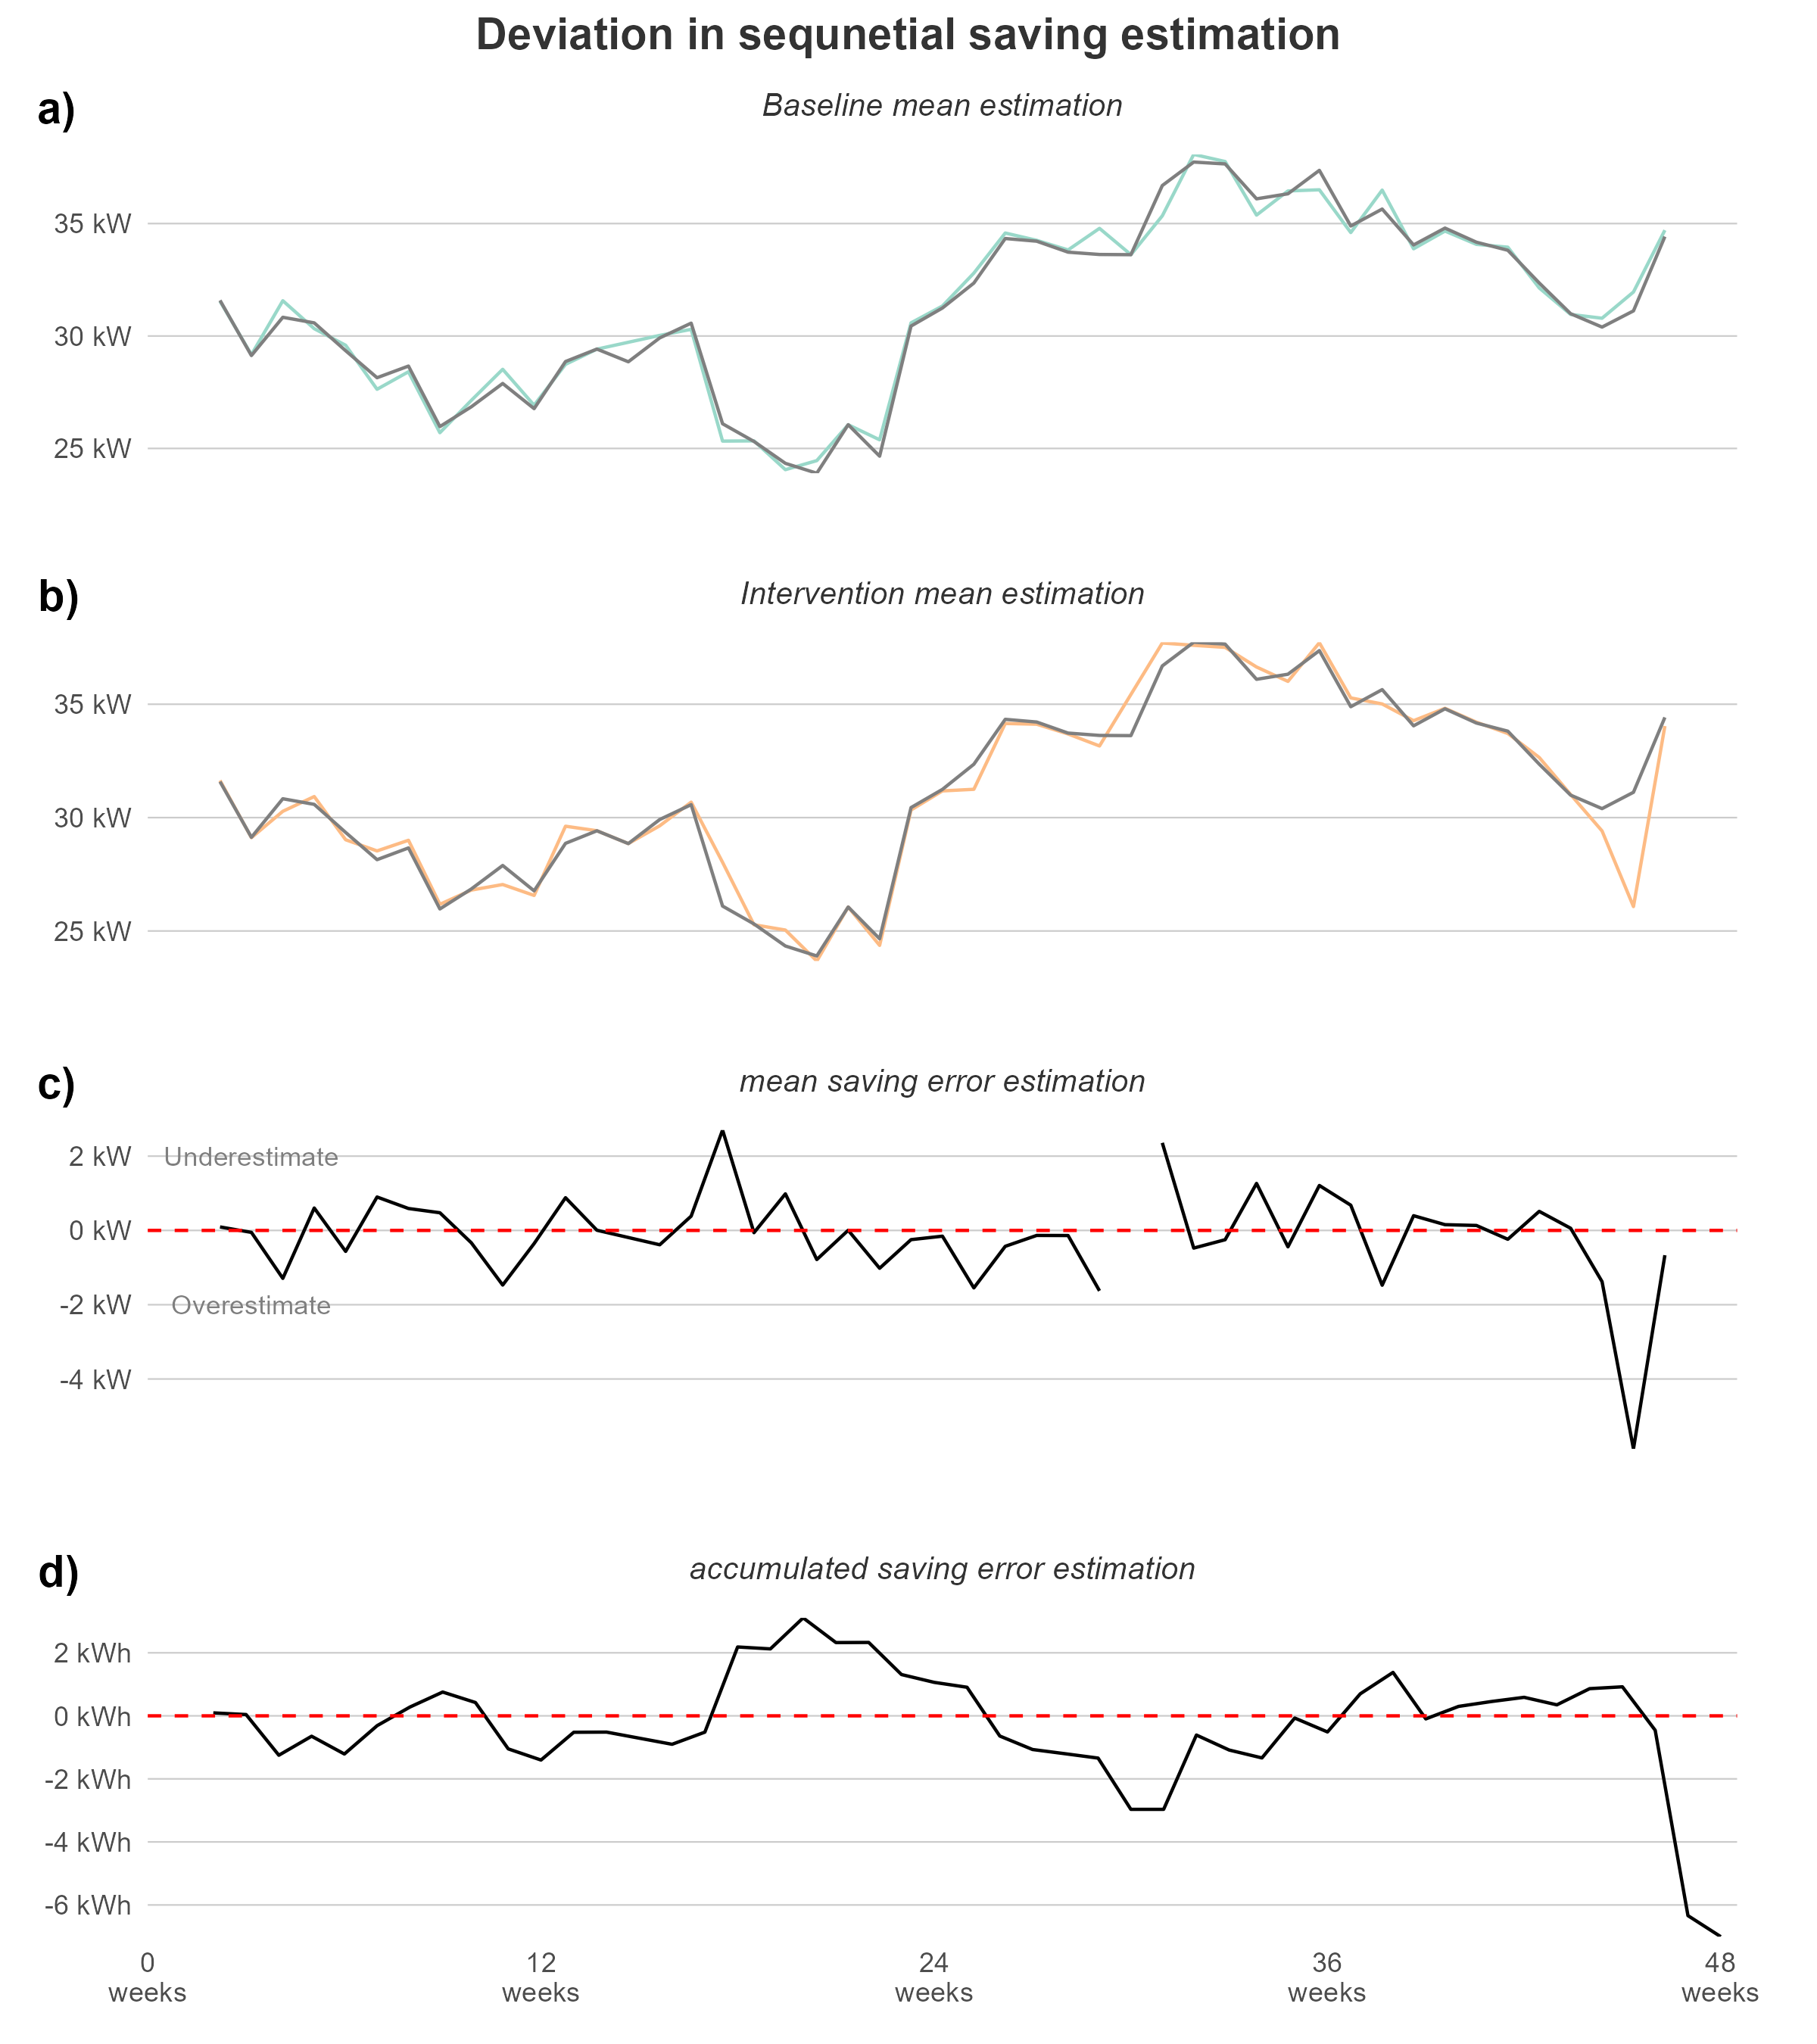 Deviation in sequnetial saving estimation
a)
Baseline mean estimation
35 kW
30 kW
25 kW
b)
Intervention mean estimation
35 kW
30 kW
25 kW
c)
mean saving error estimation
2 kW
Underestimate
0 kW
-2 kW
Overestimate
-4 kW
d)
accumulated saving error estimation
2 kWh
0 kWh
-2 kWh
-4 kWh
-6 kWh
0 12 24 36 48
weeks weeks weeks weeks weeks